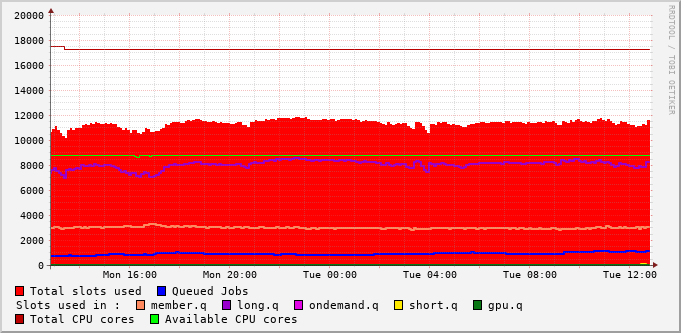 20000
18000
16000
14000
12000
10000
8000
6000
4000
2000
0
Mon 16:00 Mon 20:00 Tue 00:00 Tue 04:00 Tue 08:00 Tue 12:00
RRDTOOL / TOBI OETIKER
Total slots used Queued Jobs
Slots used in : member.q long.q ondemand.q short.q gpu.q
Total CPU cores Available CPU cores